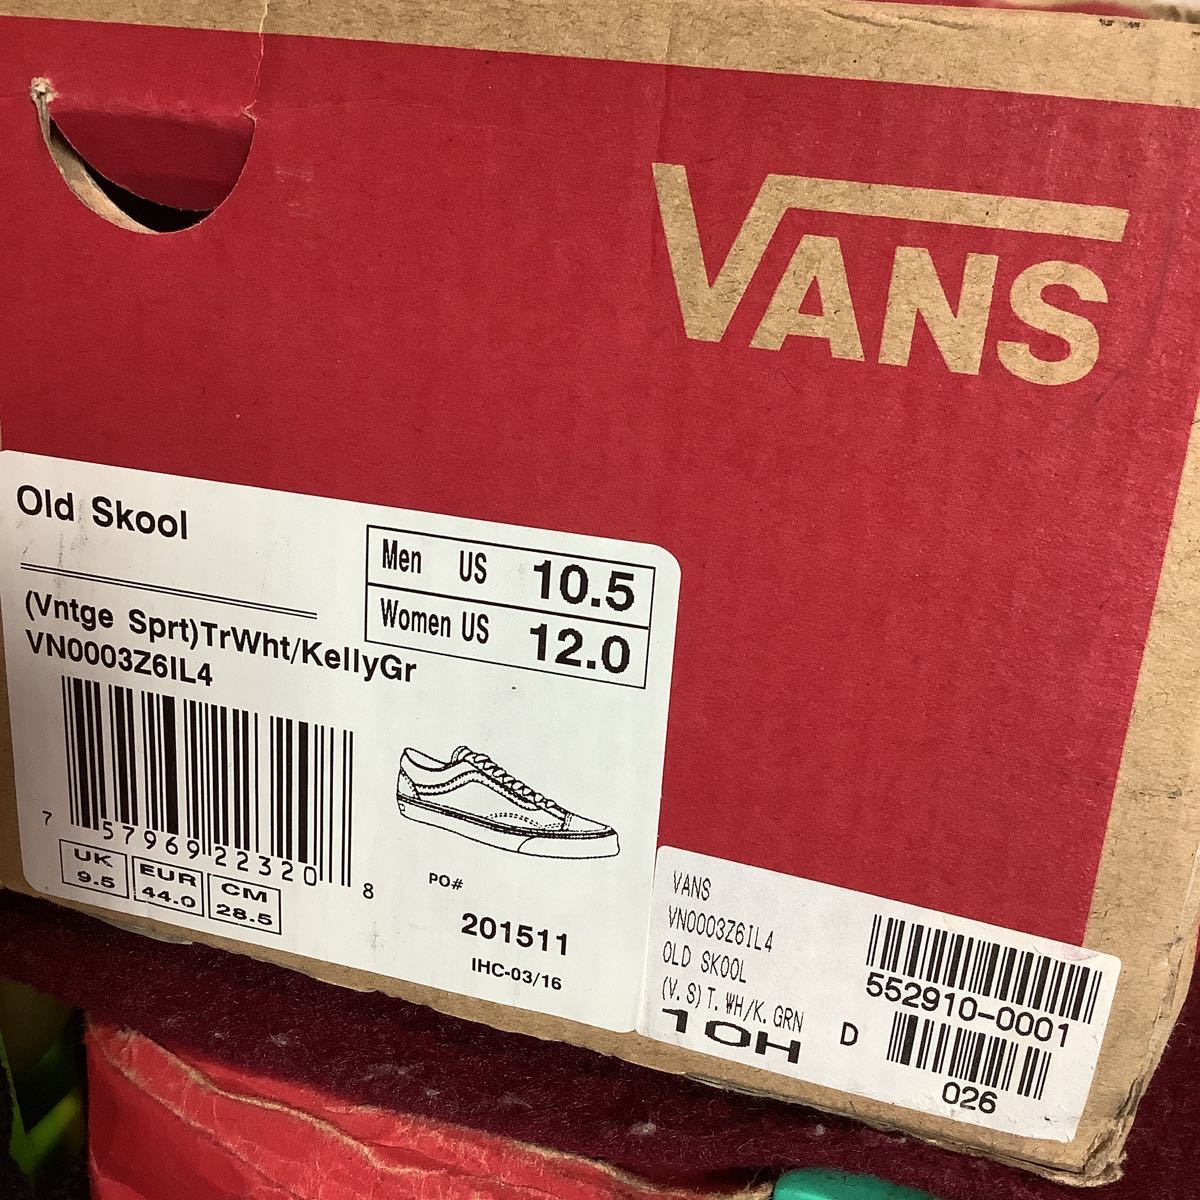 VANS
Old Skool
Men US 10.5
Women US 12.0
(Vntge Sprt)TrWht/KellyGr
VN0003Z6IL4
7 57969 22320 8
UK 9.5
EUR 44.0
CM 28.5
PO#
201511
IHC-03/16
VANS
VN0003Z6IL4
OLD SKOOL
(V.S)T.WH/K.GRN
10H
552910-0001
D
026